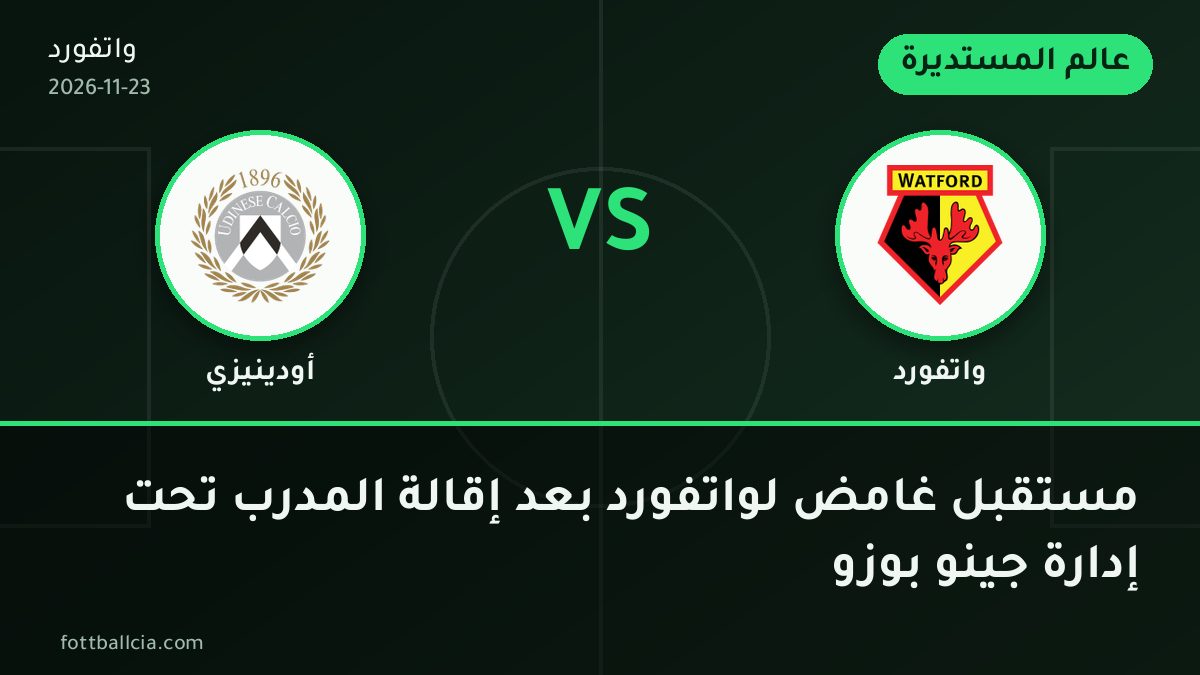 عالم المستديرة
واتفورد
2026-11-23
1896
UDINESE CALCIO
VS
WATFORD
أودينيزي
واتفورد
مستقبل غامض لواتفورد بعد إقالة المدرب تحت
إدارة جينو بوزو
fottballcia.com